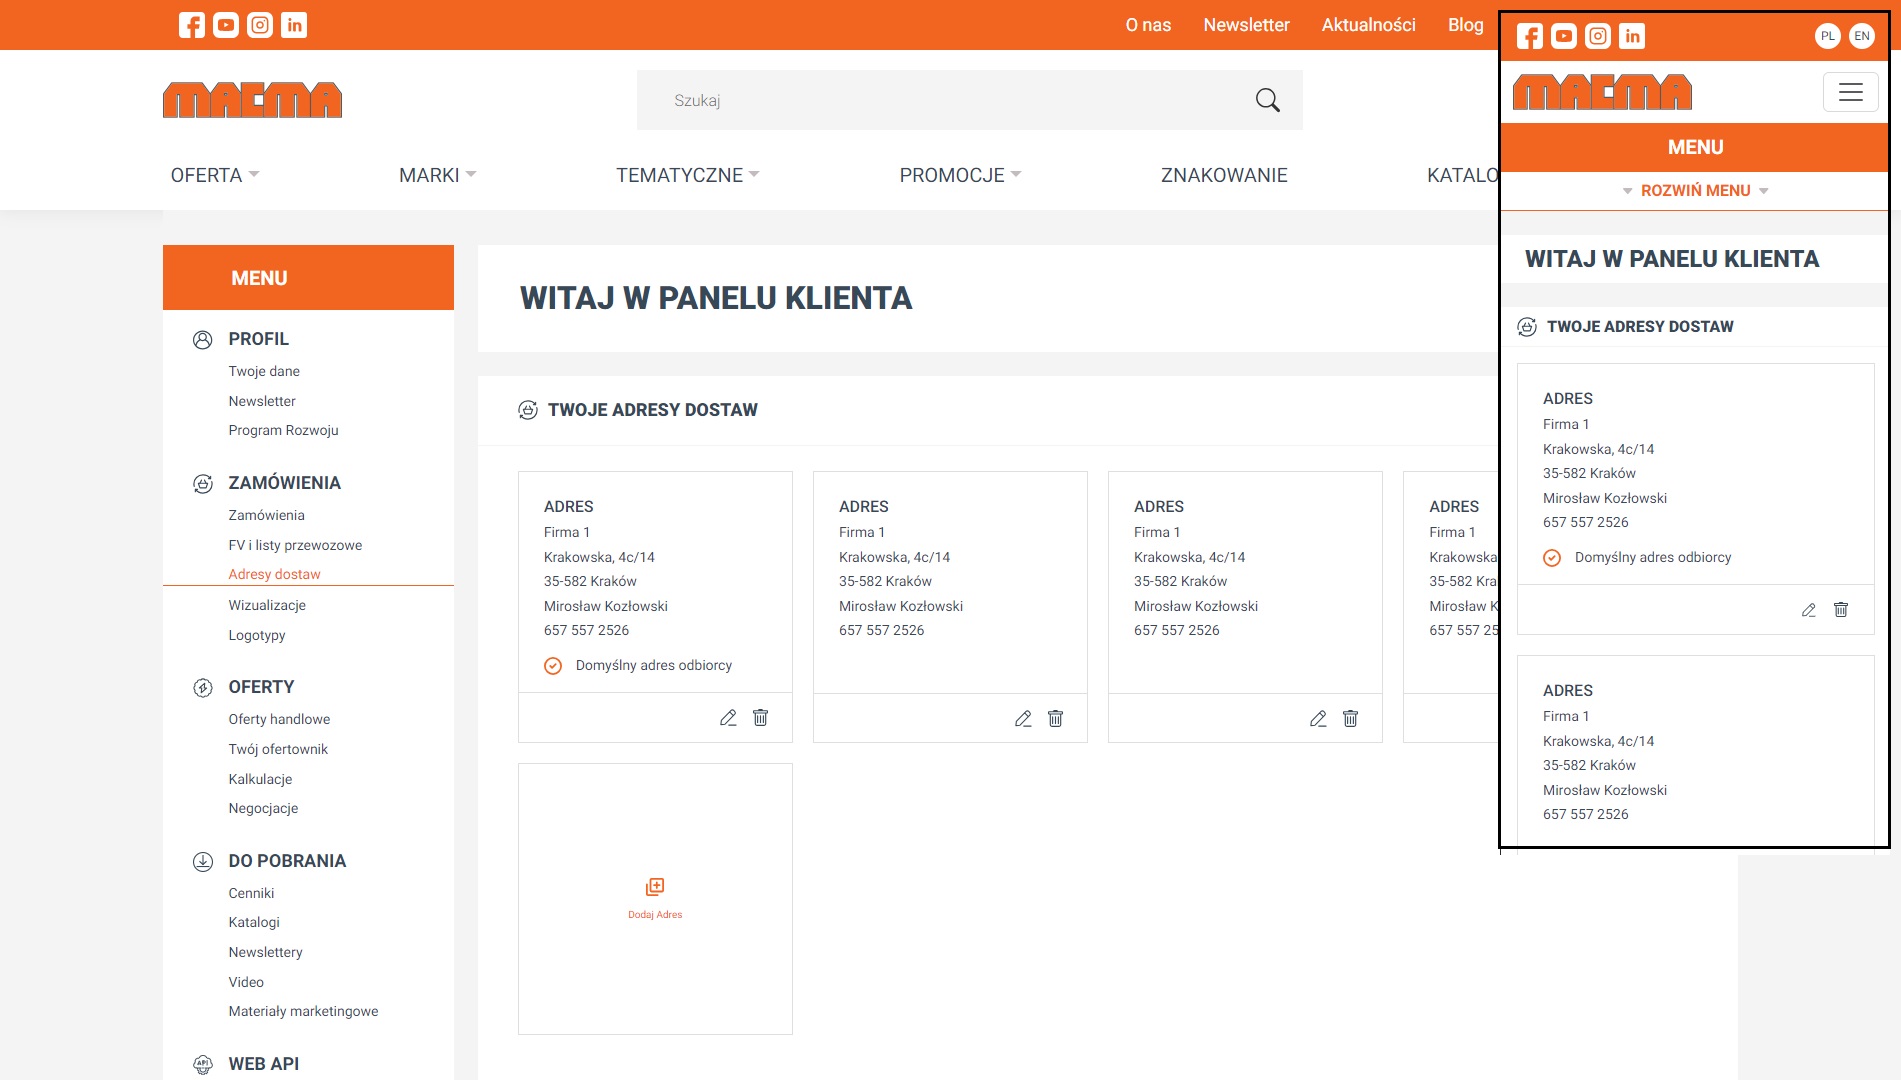 O nas Newsletter Aktualności Blog
MACMA
Szukaj
OFERTA MARKI TEMATYCZNE PROMOCJE ZNAKOWANIE KATALO
MENU
PROFIL
Twoje dane
Newsletter
Program Rozwoju
ZAMÓWIENIA
Zamówienia
FV i listy przewozowe
Adresy dostaw
Wizualizacje
Logotypy
OFERTY
Oferty handlowe
Twój ofertownik
Kalkulacje
Negocjacje
DO POBRANIA
Cenniki
Katalogi
Newslettery
Video
Materiały marketingowe
API
WEB API
WITAJ W PANELU KLIENTA
TWOJE ADRESY DOSTAW
ADRES
Firma 1
Krakowska, 4c/14
35-582 Kraków
Mirosław Kozłowski
657 557 2526
Domyślny adres odbiorcy
ADRES
Firma 1
Krakowska, 4c/14
35-582 Kraków
Mirosław Kozłowski
657 557 2526
ADRES
Firma 1
Krakowska, 4c/14
35-582 Kraków
Mirosław Kozłowski
657 557 2526
ADRES
Firma 1
Krakowska
35-582 Kra
Mirosław K
657 557 25
Dodaj Adres
in PL EN
MACMA
MENU
ROZWIŃ MENU
WITAJ W PANELU KLIENTA
TWOJE ADRESY DOSTAW
ADRES
Firma 1
Krakowska, 4c/14
35-582 Kraków
Mirosław Kozłowski
657 557 2526
Domyślny adres odbiorcy
ADRES
Firma 1
Krakowska, 4c/14
35-582 Kraków
Mirosław Kozłowski
657 557 2526